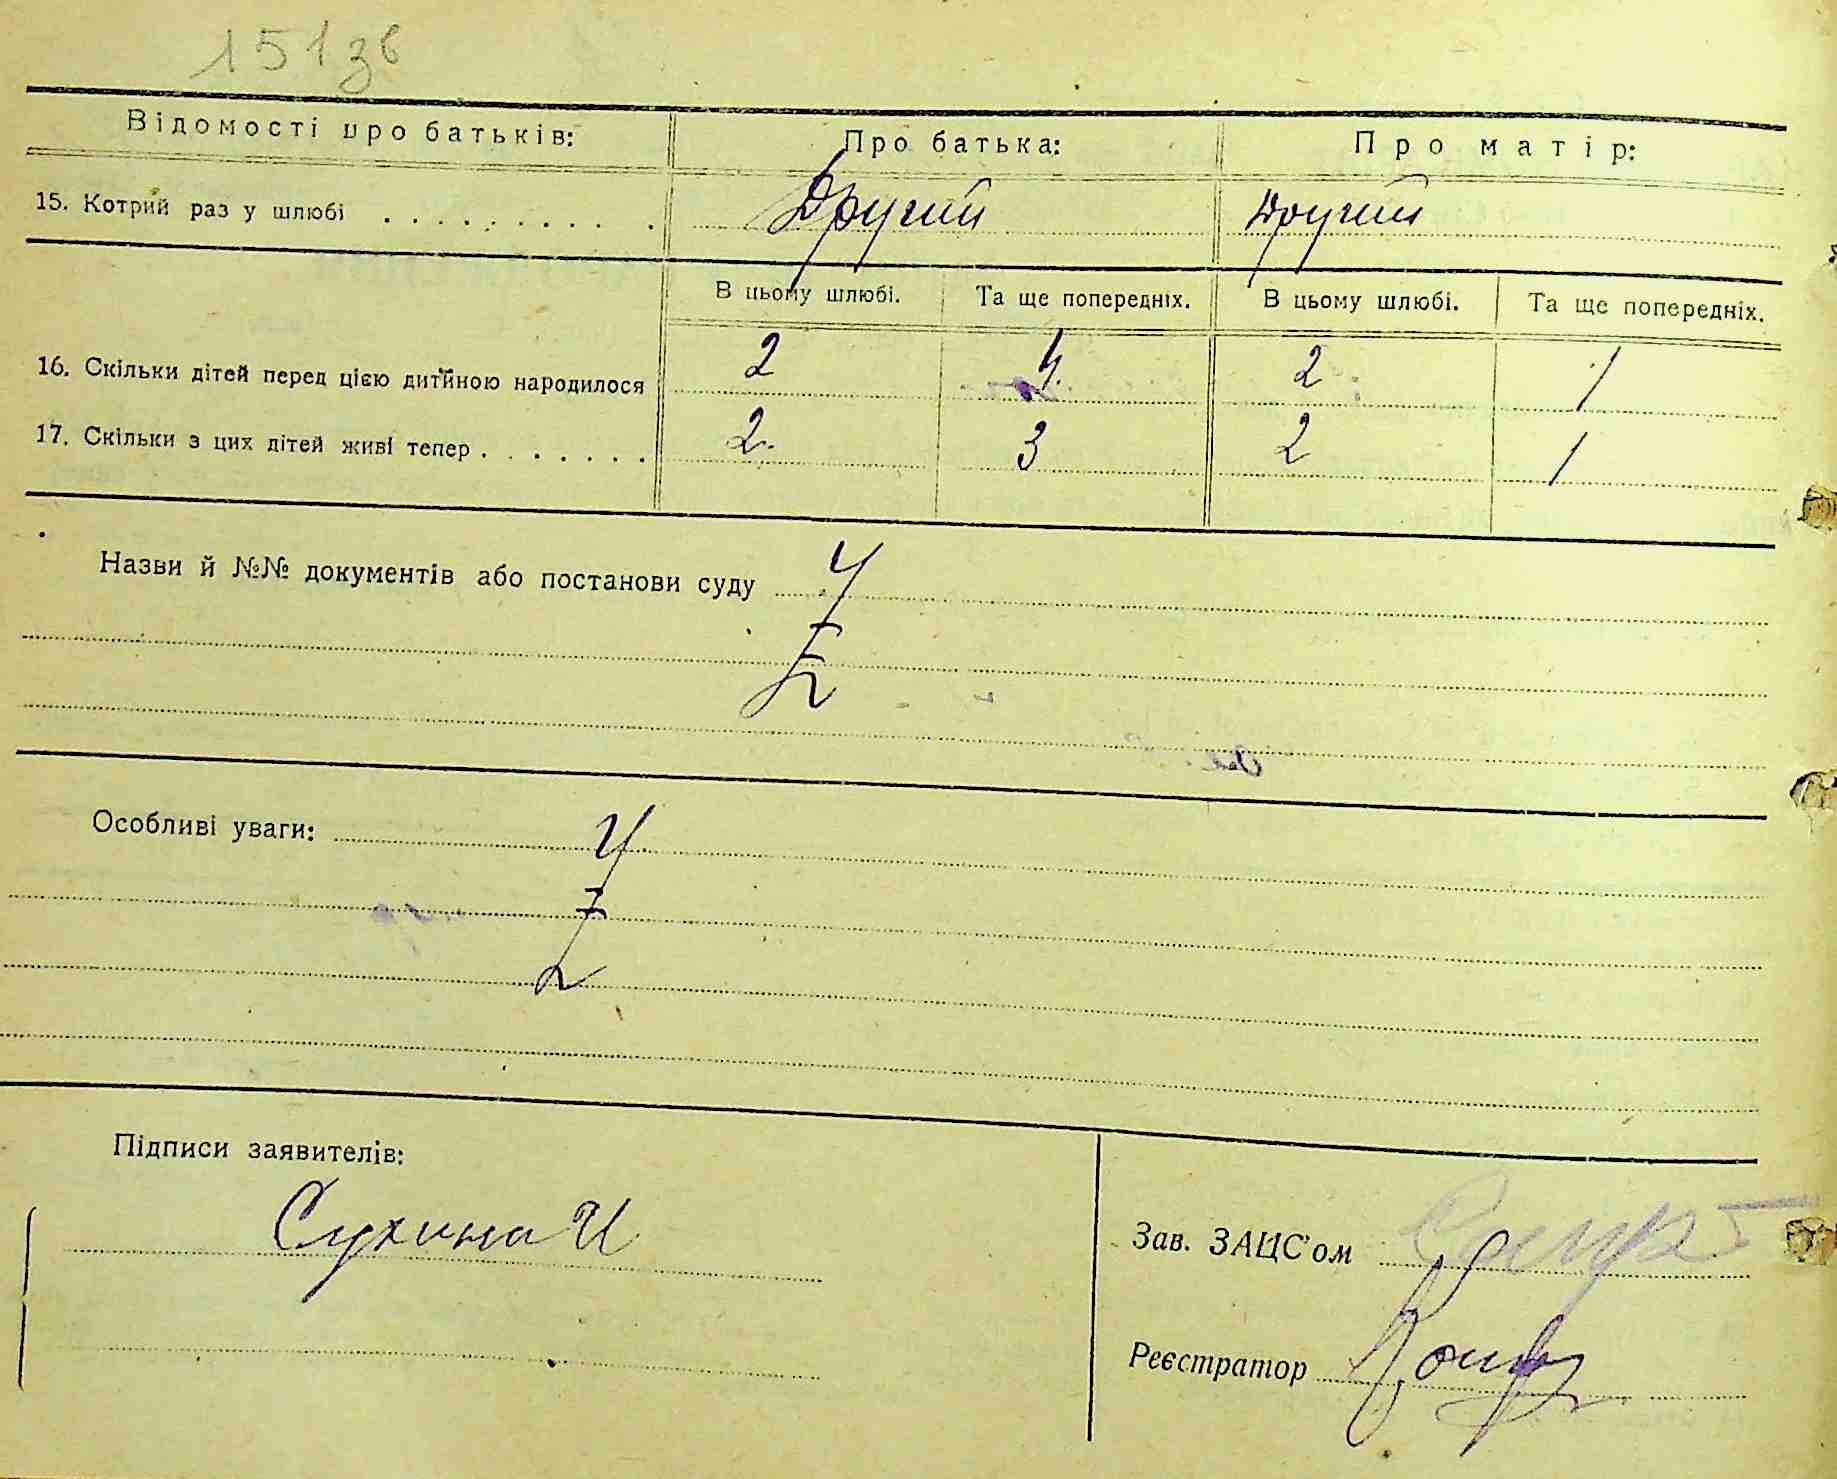 151зв
Відомості про батьків: Про батька: Про матір:
15. Котрий раз у шлюбі . . . . . . . . . . Другий Другий
В цьому шлюбі. Та ще попередніх. В цьому шлюбі. Та ще попередніх.
16. Скільки дітей перед цією дитиною народилося 2 4 2 1
17. Скільки з цих дітей живі тепер . . . . . . . 2 3 2 1
Назви й №№ документів або постанови суду
Особливі уваги:
Підписи заявителів:
Сухина И
Зав. ЗАЦС'ом
Реєстратор